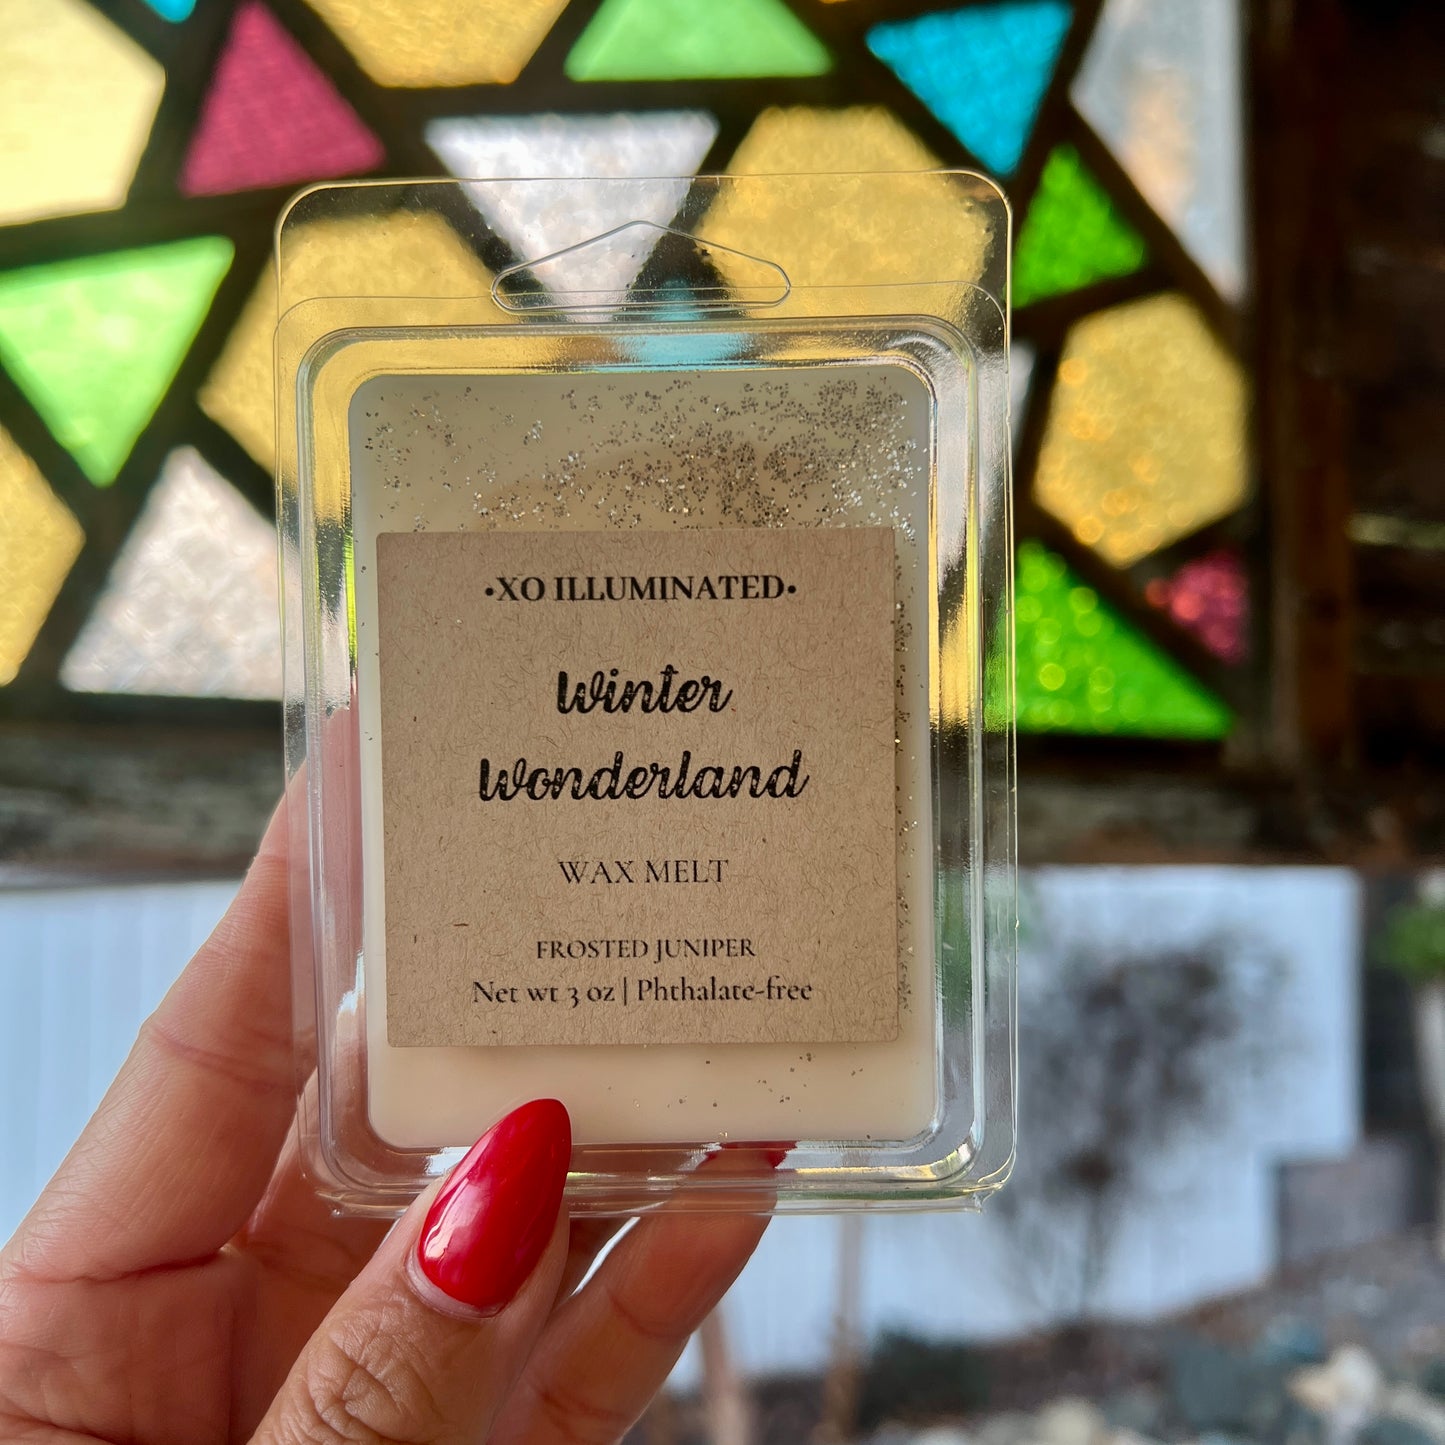 •XO ILLUMINATED•
Winter
Wonderland
WAX MELT
FROSTED JUNIPER
Net wt 3 oz | Phthalate-free